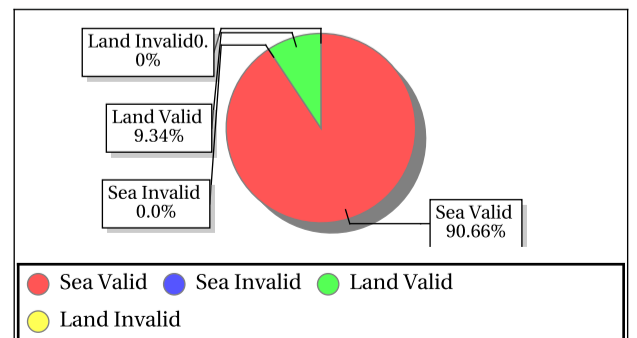 Land Invalid0.
0%
Land Valid
9.34%
Sea Invalid
0.0%
Sea Valid
90.66%
Sea Valid Sea Invalid Land Valid
Land Invalid